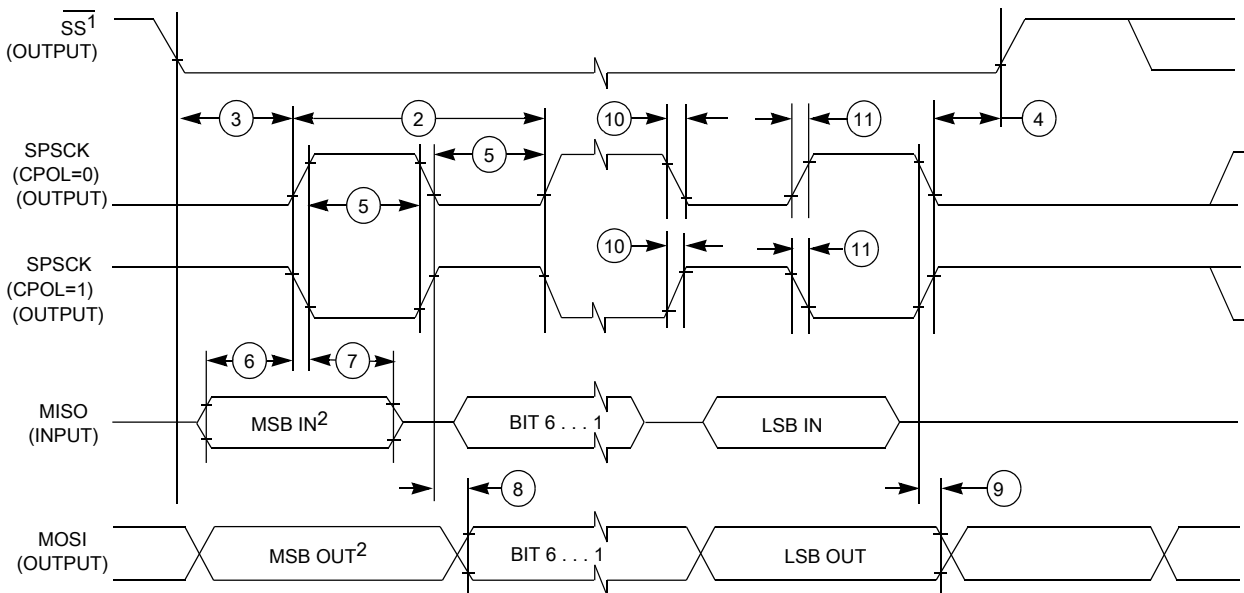 SS1
(OUTPUT)
3
2
10
11
4
SPSCK
(CPOL=0)
(OUTPUT)
5
5
SPSCK
(CPOL=1)
(OUTPUT)
10
11
6
7
MISO
(INPUT)
MSB IN2
BIT 6 . . . 1
LSB IN
8
9
MOSI
(OUTPUT)
MSB OUT2
BIT 6 . . . 1
LSB OUT